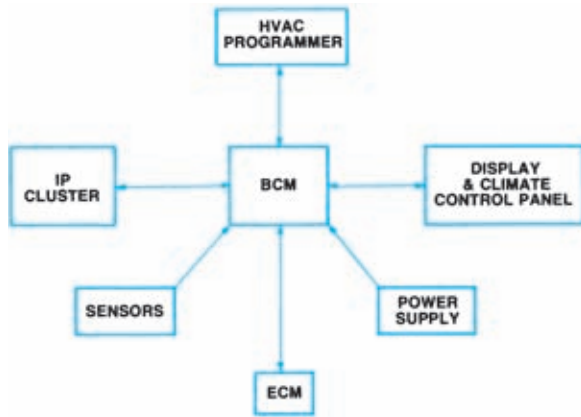 HVAC
PROGRAMMER
IP
CLUSTER
BCM
DISPLAY
& CLIMATE
CONTROL PANEL
SENSORS
POWER
SUPPLY
ECM